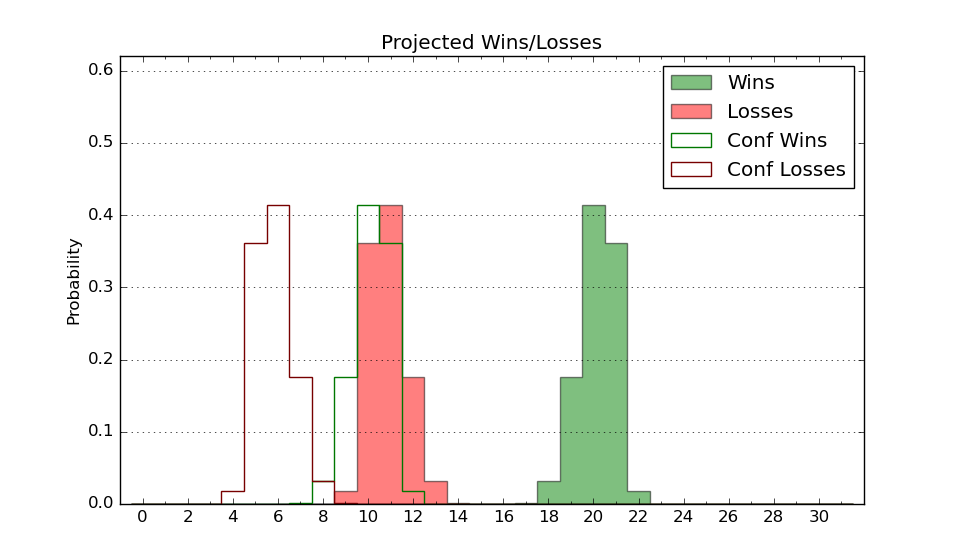 Projected Wins/Losses
0.6
0.5
0.4
0.3
0.2
0.1
0.0
Probability
Wins
Losses
Conf Wins
Conf Losses
0 2 4 6 8 10 12 14 16 18 20 22 24 26 28 30